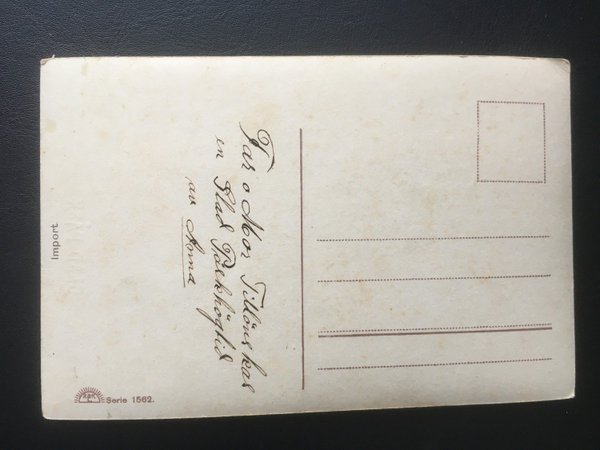 Far o Mor Tillönskas
en Glad Påskhögtid
av Anna
Import
Serie 1562.